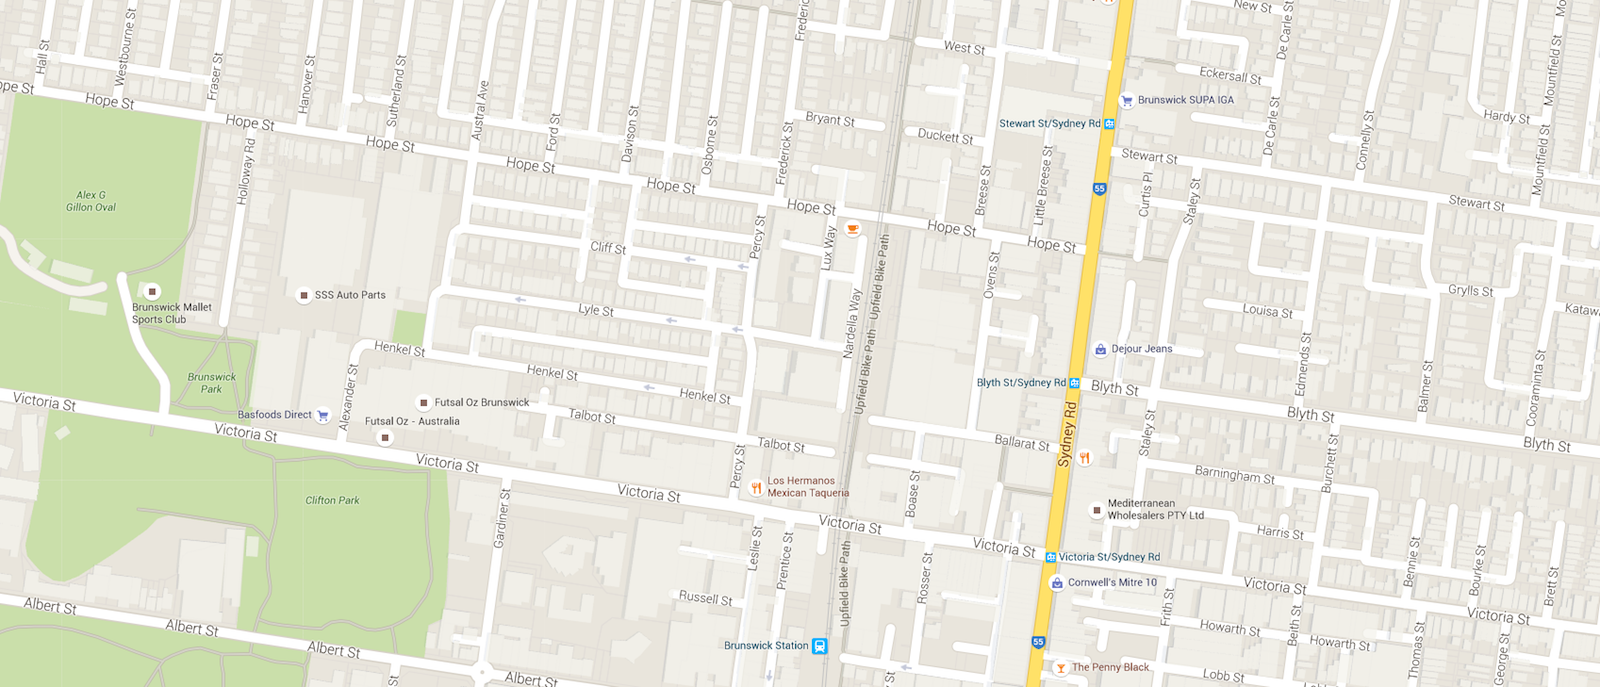 New St
Hall St
Westbourne St
Fraser St
Hanover St
Sutherland St
Austral Ave
Ford St
Davison St
Osborne St
Frederick St
West St
De Carle St
Eckersall St
Mountfield St
Brunswick SUPA IGA
Hope St
Hope St
Hope St
Hope St
Hope St
Hope St
Hope St
Hope St
Bryant St
Duckett St
Stewart St/Sydney Rd
Hardy St
De Carle St
Connelly St
Mountfield St
Stewart St
Stewart St
55
Holloway Rd
Breese St
Little Breese St
Curtis Pl
Staley St
Alex G
Gillon Oval
Percy St
Cliff St
Lux Way
Ovens St
SSS Auto Parts
Brunswick Mallet
Sports Club
Lyle St
Nardella Way
Upfield Bike Path
Upfield Bike Path
Grylls St
Louisa St
Dejour Jeans
Edmends St
Balmer St
Cooraminta St
Henkel St
Henkel St
Henkel St
Brunswick
Park
Alexander St
Blyth St/Sydney Rd
Blyth St
Blyth St
Blyth St
Victoria St
Victoria St
Victoria St
Victoria St
Victoria St
Victoria St
Victoria St
Victoria St
Basfoods Direct
Futsal Oz Brunswick
Futsal Oz - Australia
Talbot St
Talbot St
Percy St
Ballarat St
Sydney Rd
Staley St
Burchett St
Barningham St
Los Hermanos
Mexican Taqueria
Boase St
Mediterranean
Wholesalers PTY Ltd
Harris St
Clifton Park
Gardiner St
Leslie St
Prentice St
Upfield Bike Path
Rosser St
Victoria St/Sydney Rd
Cornwell's Mitre 10
Bennie St
Bourke St
Brett St
Frith St
Beith St
Howarth St
Howarth St
Thomas St
George St
Russell St
Albert St
Albert St
Albert St
Albert St
Brunswick Station
55
The Penny Black
Lobb St